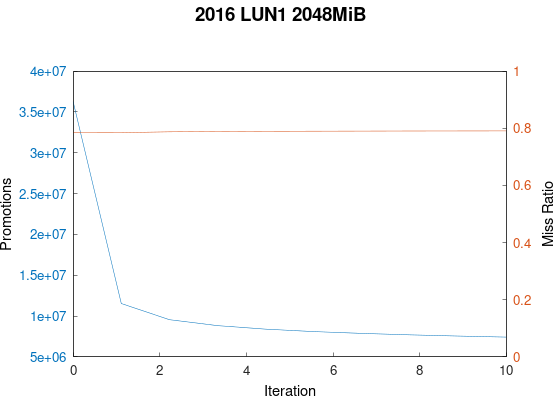 2016 LUN1 2048MiB
4e+07
3.5e+07
3e+07
2.5e+07
2e+07
1.5e+07
1e+07
5e+06
Promotions
1
0.8
0.6
0.4
0.2
0
Miss Ratio
0 2 4 6 8 10
Iteration